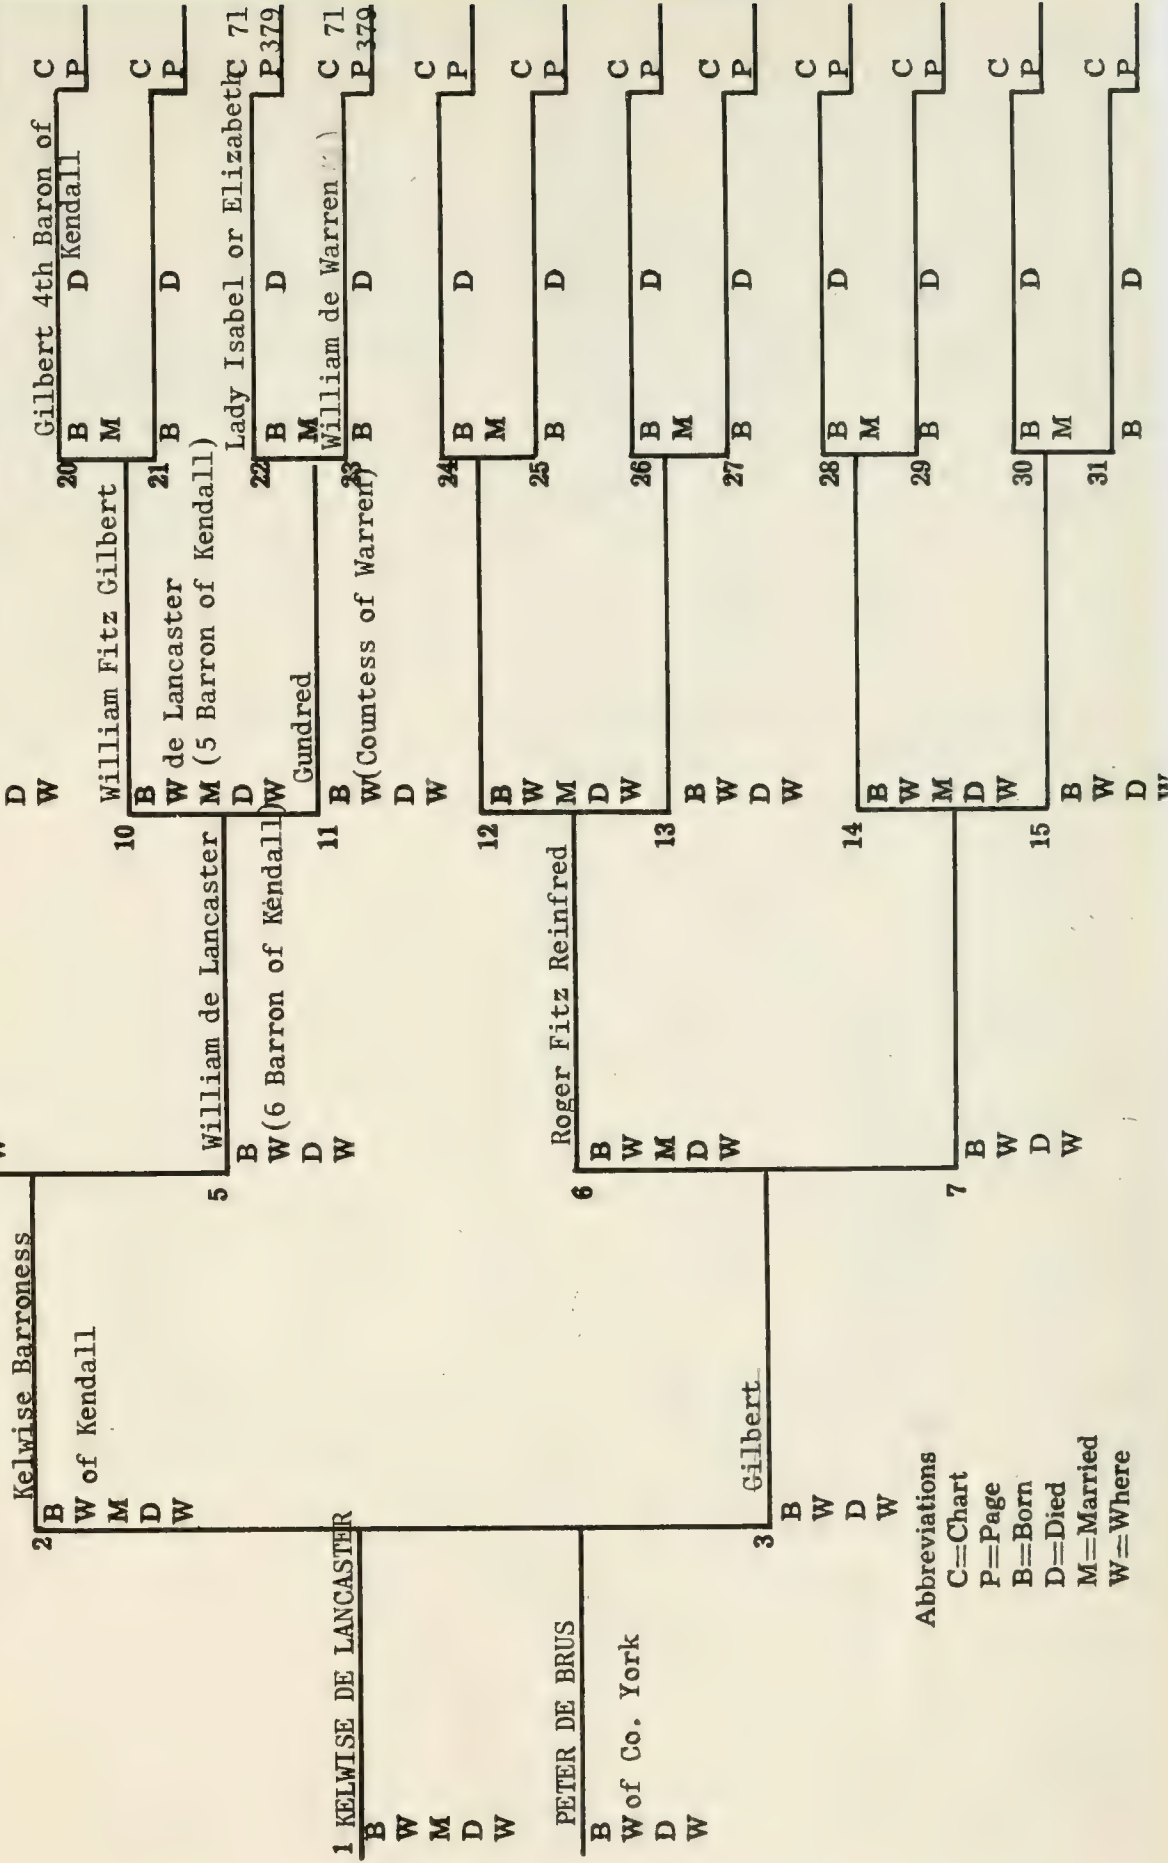 D
W
Kelwise Barroness
2
B
W of Kendall
M
D
W
1 KELWISE DE LANCASTER
B
W
M
D
W
PETER DE BRUS
B
W of Co. York
D
W
Gilbert
3
B
W
D
W
William de Lancaster
5
B
W (6 Barron of Kendall)
D
W
Roger Fitz Reinfred
6
B
W
M
D
W
7
B
W
D
W
William Fitz Gilbert
10
B
W de Lancaster
M (5 Barron of Kendall)
D
W
Gundred
11
B
W (Countess of Warren)
D
W
12
B
W
M
D
W
13
B
W
D
W
14
B
W
M
D
W
15
B
W
D
W
Gilbert 4th Baron of
Kendall
20
B D
M
C
P
21
B D
C
P
Lady Isabel or Elizabeth
22
B D
M
C 71
P 379
William de Warren
23
B D
C 71
P 379
24
B D
M
C
P
25
B D
C
P
26
B D
M
C
P
27
B D
C
P
28
B D
M
C
P
29
B D
C
P
30
B D
M
C
P
31
B D
C
P
Abbreviations
C=Chart
P=Page
B=Born
D=Died
M=Married
W=Where